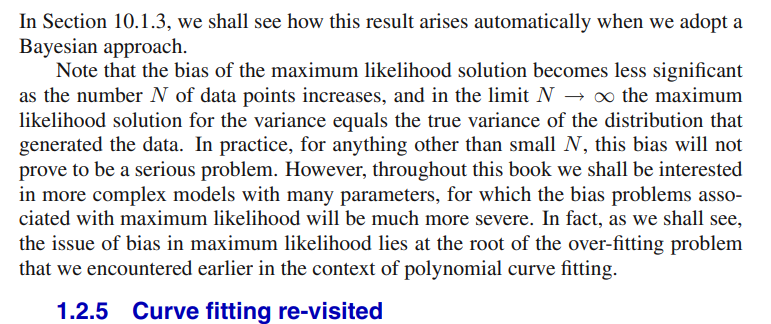 In Section 10.1.3, we shall see how this result arises automatically when we adopt a
Bayesian approach.
Note that the bias of the maximum likelihood solution becomes less significant
as the number N of data points increases, and in the limit N → ∞ the maximum
likelihood solution for the variance equals the true variance of the distribution that
generated the data. In practice, for anything other than small N, this bias will not
prove to be a serious problem. However, throughout this book we shall be interested
in more complex models with many parameters, for which the bias problems asso-
ciated with maximum likelihood will be much more severe. In fact, as we shall see,
the issue of bias in maximum likelihood lies at the root of the over-fitting problem
that we encountered earlier in the context of polynomial curve fitting.
1.2.5 Curve fitting re-visited